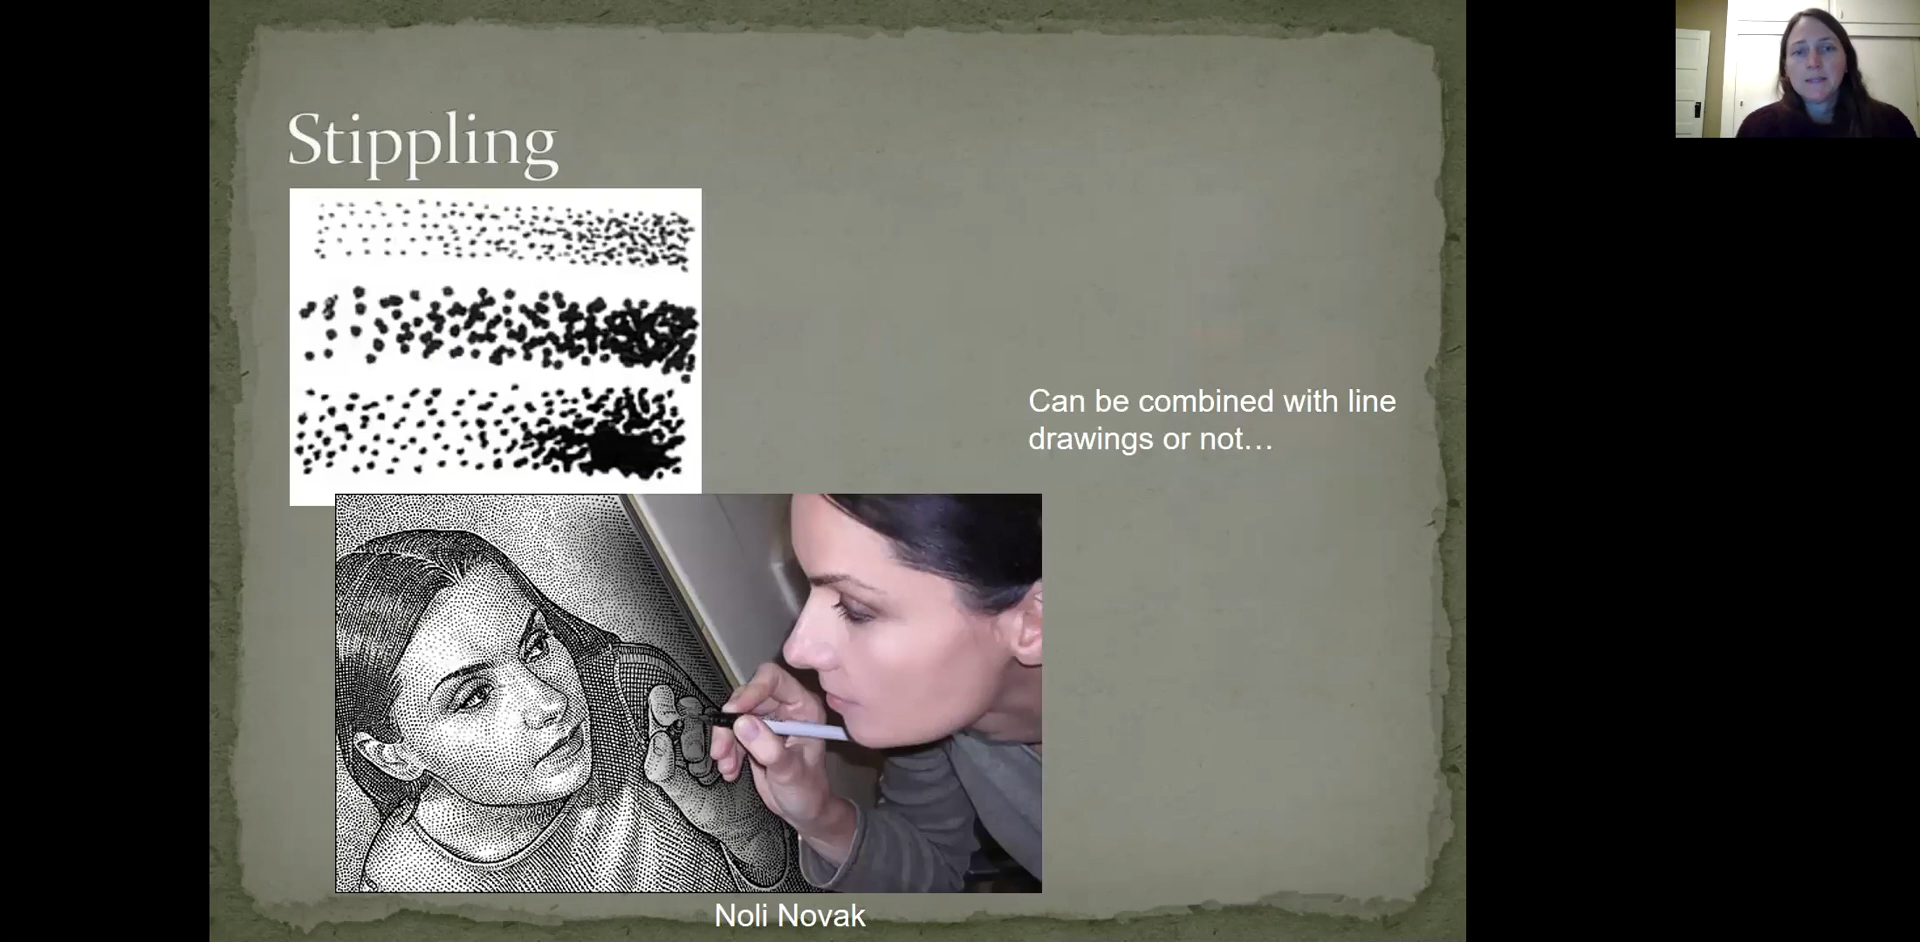 Stippling
Can be combined with line
drawings or not…
Noli Novak